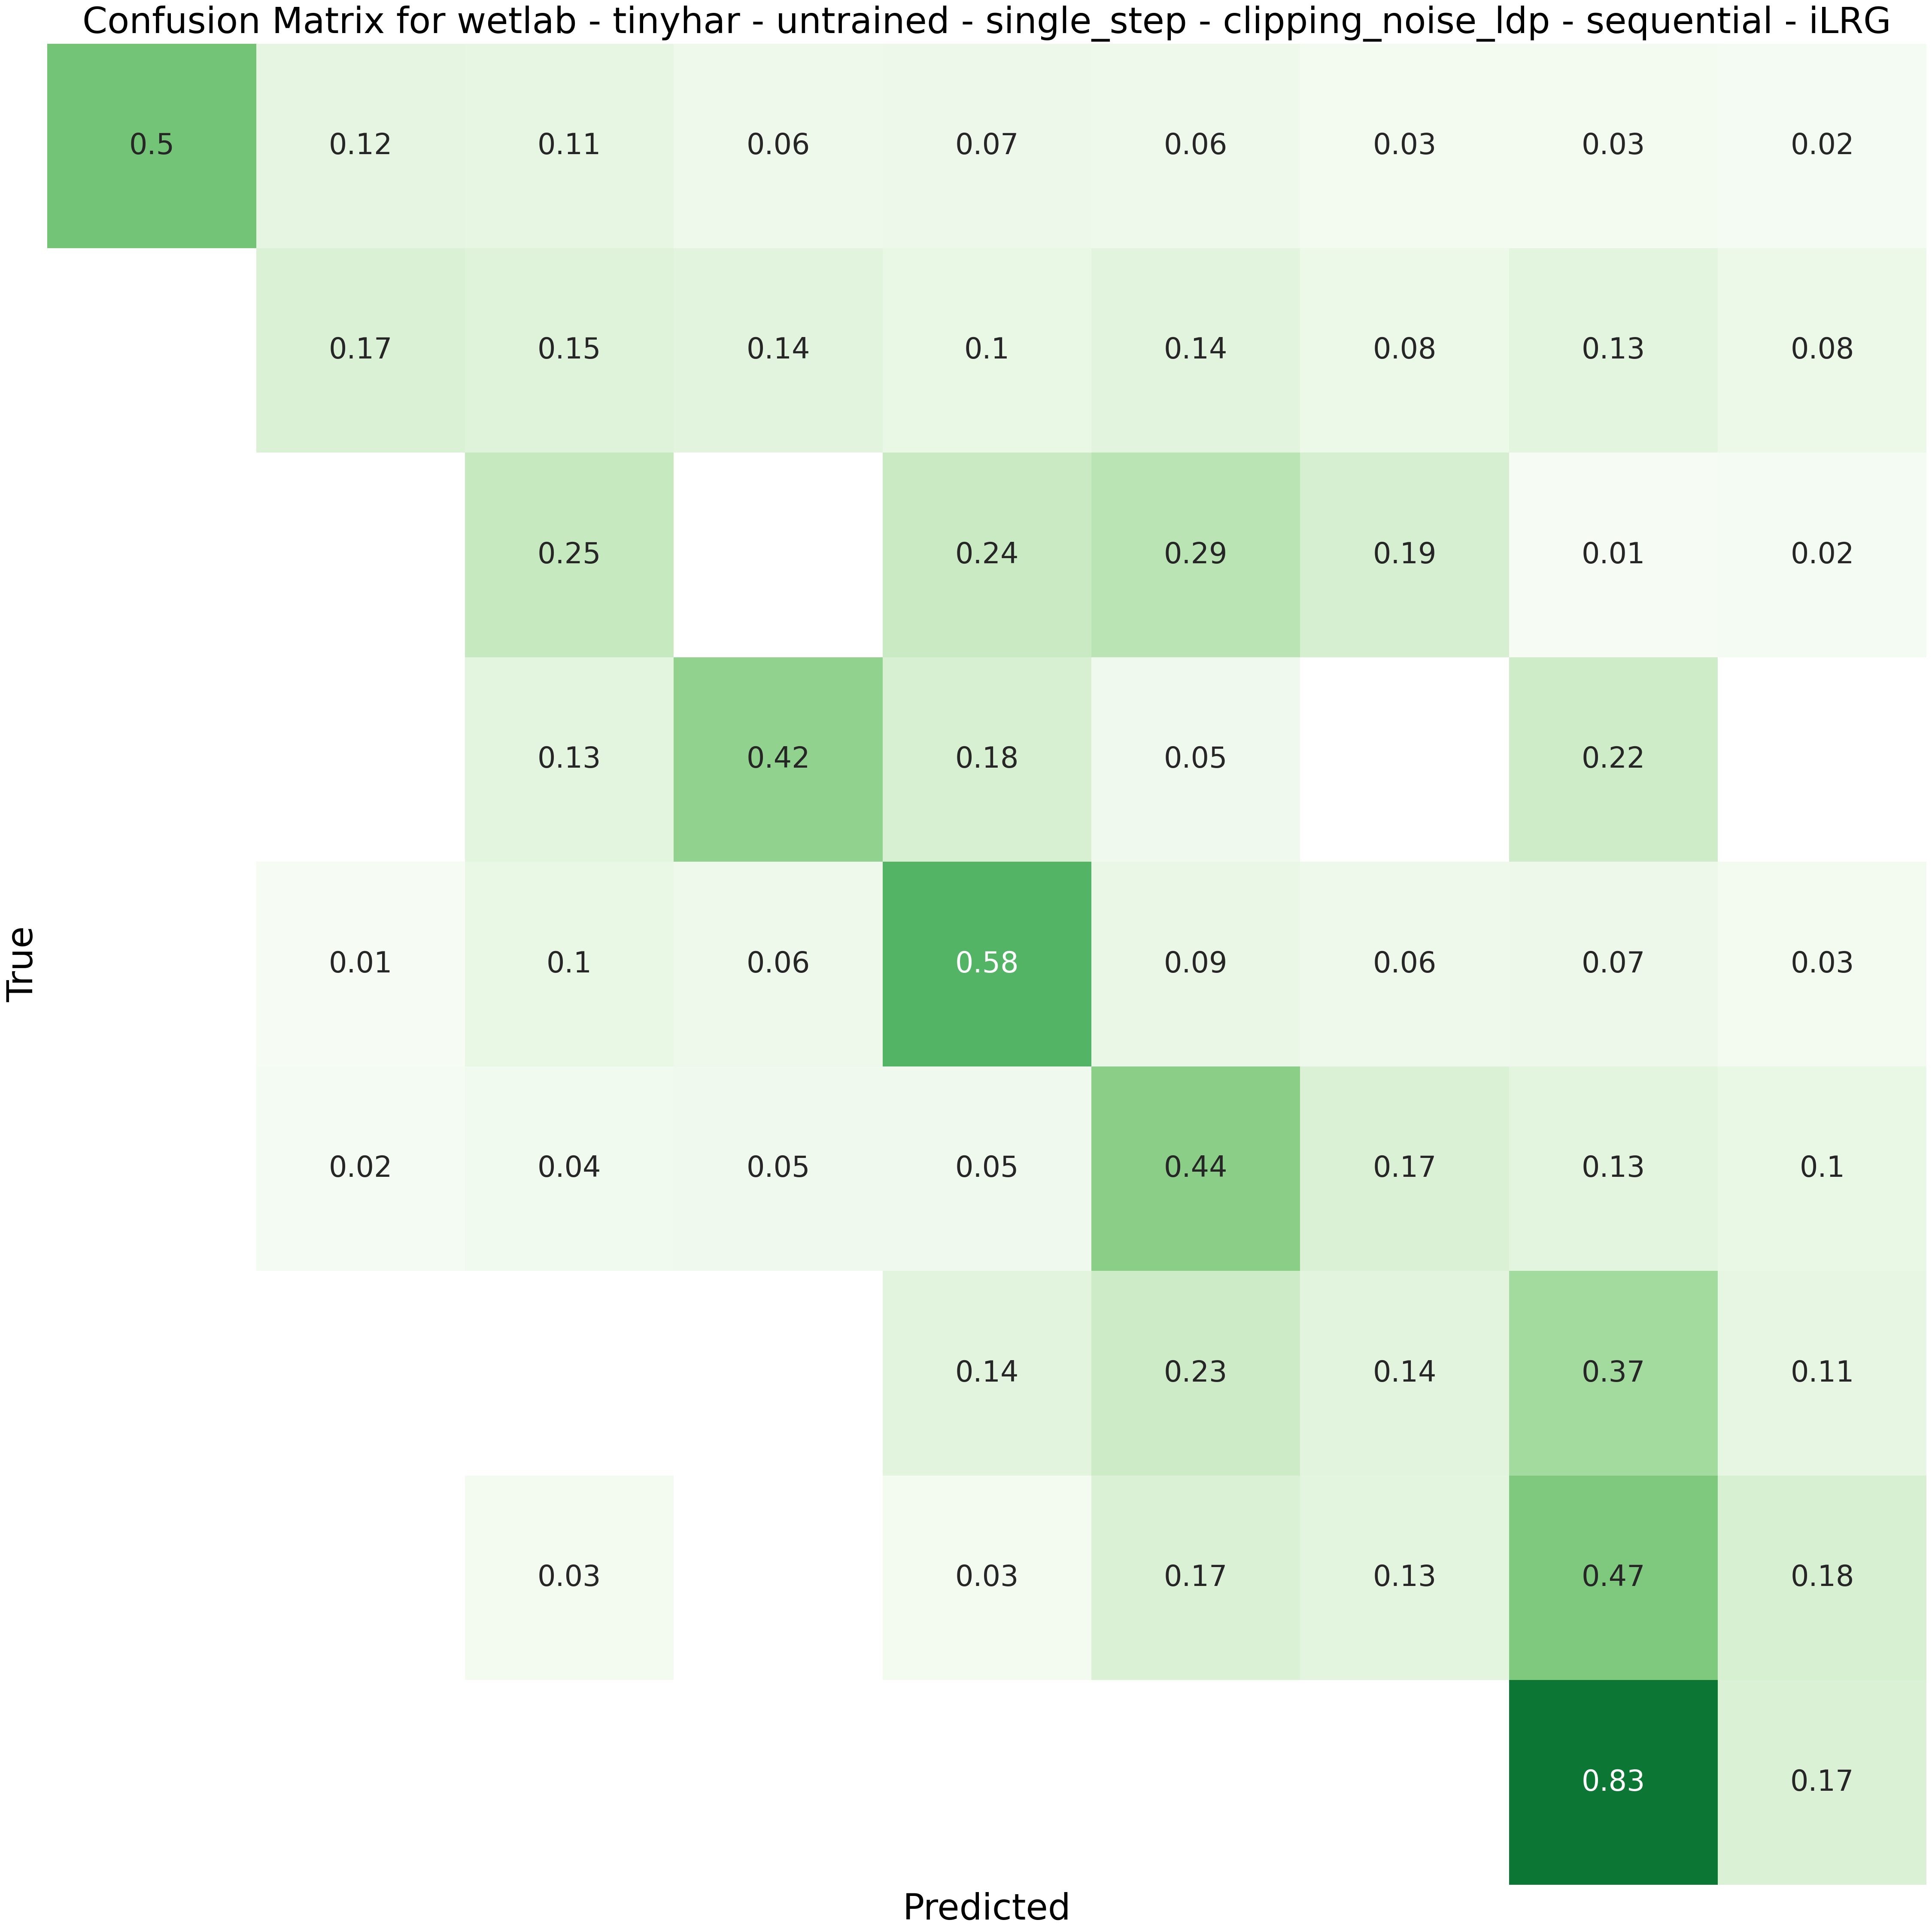 Confusion Matrix for wetlab - tinyhar - untrained - single_step - clipping_noise_ldp - sequential - iLRG
0.5 0.12 0.11 0.06 0.07 0.06 0.03 0.03 0.02
0.17 0.15 0.14 0.1 0.14 0.08 0.13 0.08
0.25 0.24 0.29 0.19 0.01 0.02
0.13 0.42 0.18 0.05 0.22
True
0.01 0.1 0.06 0.58 0.09 0.06 0.07 0.03
0.02 0.04 0.05 0.05 0.44 0.17 0.13 0.1
0.14 0.23 0.14 0.37 0.11
0.03 0.03 0.17 0.13 0.47 0.18
0.83 0.17
Predicted